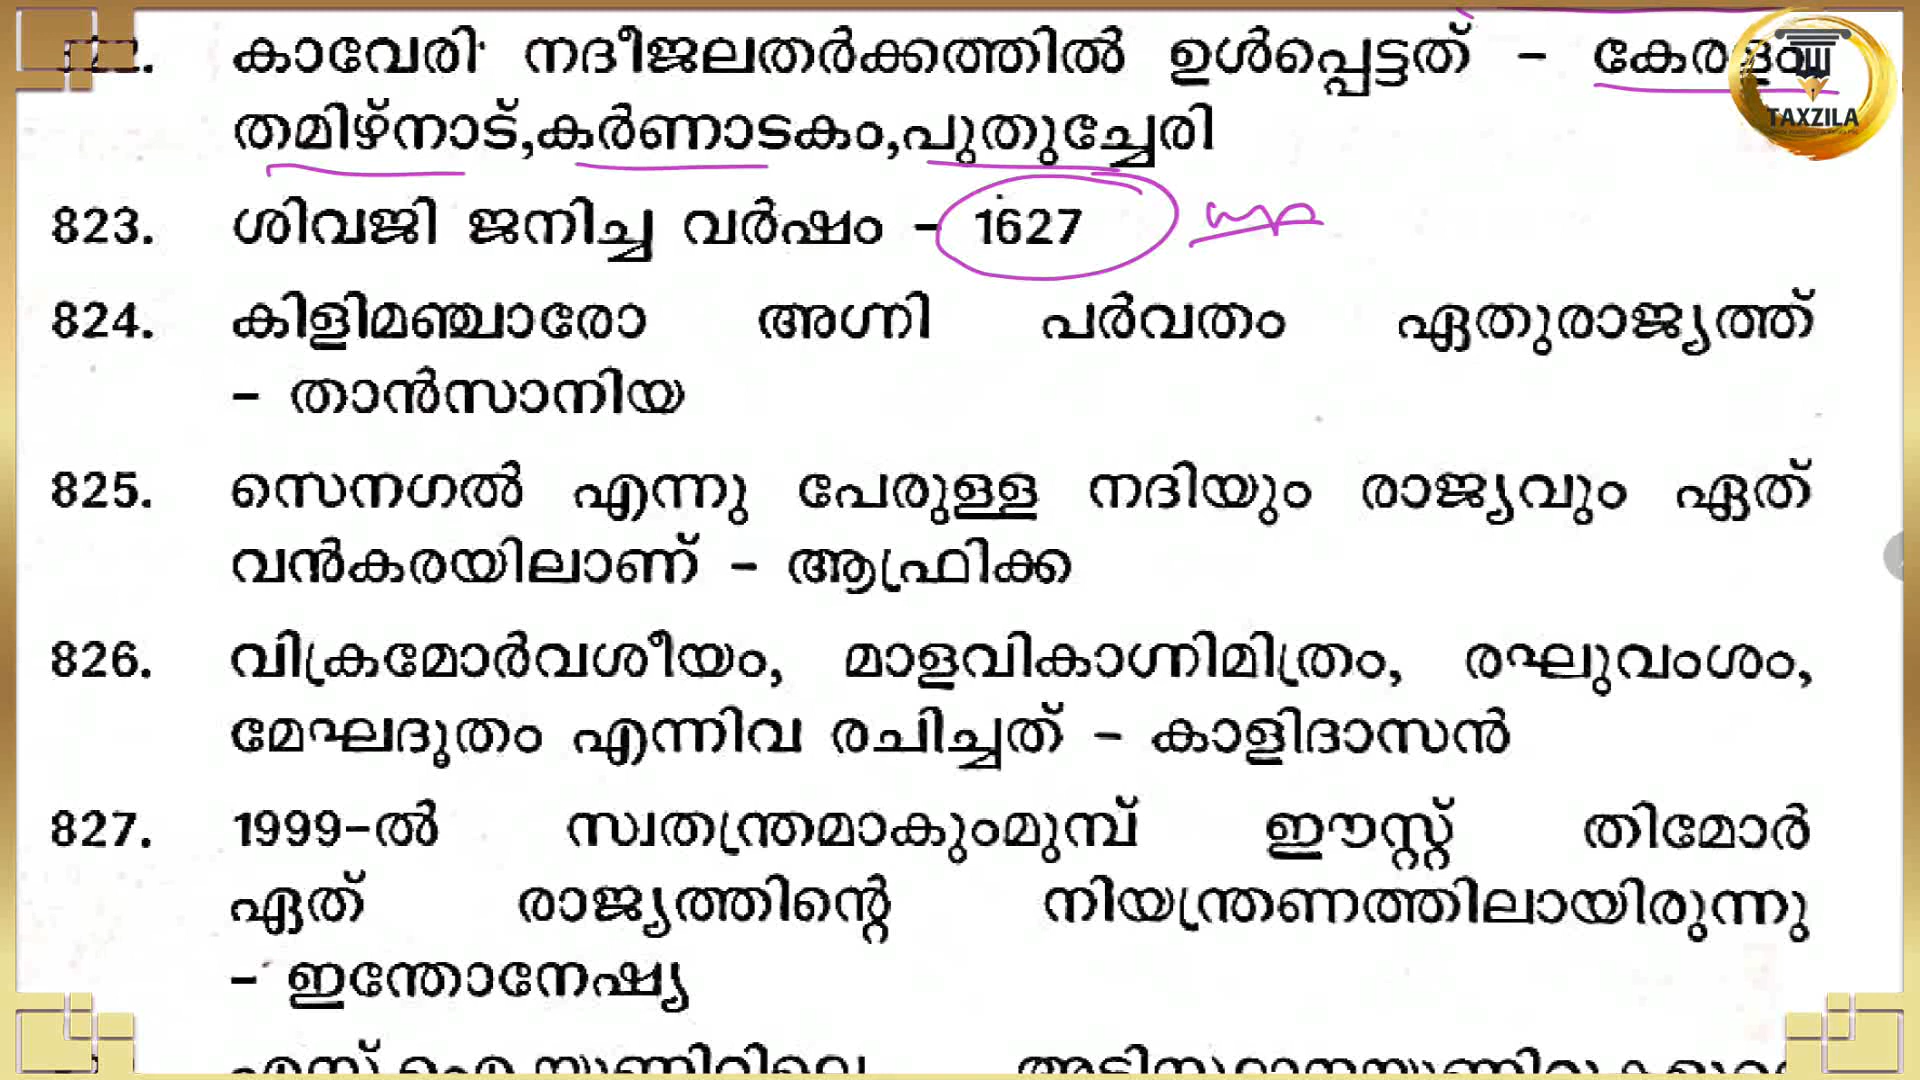 കാവേരി നദീജലതർക്കത്തിൽ ഉൾപ്പെട്ടത് - കേരളം
തമിഴ്നാട്,കർണാടകം,പുതുച്ചേരി
TAXZILA
823. ശിവജി ജനിച്ച വർഷം - 1627
824. കിളിമഞ്ചാരോ അഗ്നി പർവതം ഏതുരാജ്യത്ത്
- താൻസാനിയ
825. സെനഗൽ എന്നു പേരുള്ള നദിയും രാജ്യവും ഏത്
വൻകരയിലാണ് - ആഫ്രിക്ക
826. വിക്രമോർവശീയം, മാളവികാഗ്നിമിത്രം, രഘുവംശം,
മേഘദൂതം എന്നിവ രചിച്ചത് - കാളിദാസൻ
827. 1999-ൽ സ്വതന്ത്രമാകുംമുമ്പ് ഈസ്റ്റ് തിമോർ
ഏത് രാജ്യത്തിന്റെ നിയന്ത്രണത്തിലായിരുന്നു
- ഇന്തോനേഷ്യ